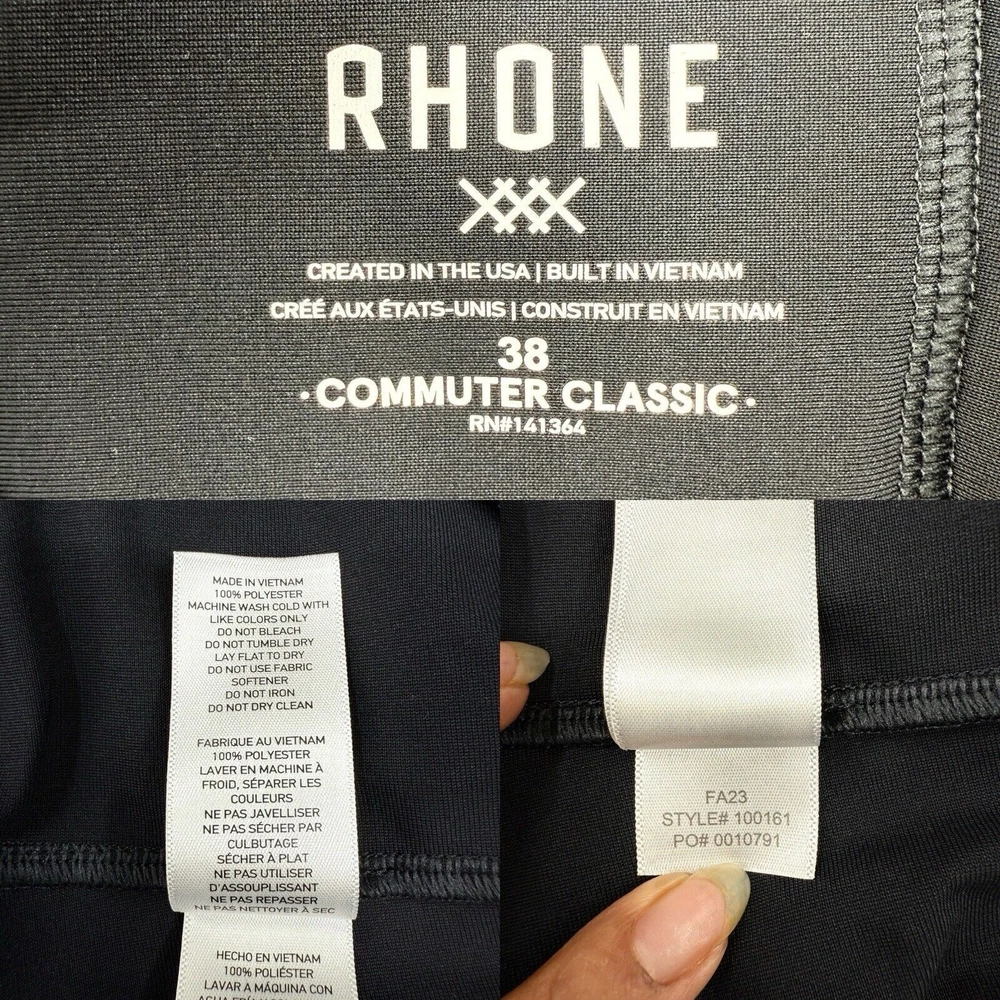 RHONE
CREATED IN THE USA | BUILT IN VIETNAM
CRÉÉ AUX ÉTATS-UNIS | CONSTRUIT EN VIETNAM
38
·COMMUTER CLASSIC·
RN#141364
MADE IN VIETNAM
100% POLYESTER
MACHINE WASH COLD WITH
LIKE COLORS ONLY
DO NOT BLEACH
DO NOT TUMBLE DRY
LAY FLAT TO DRY
DO NOT USE FABRIC
SOFTENER
DO NOT IRON
DO NOT DRY CLEAN
FABRIQUE AU VIETNAM
100% POLYESTER
LAVER EN MACHINE À
FROID, SÉPARER LES
COULEURS
NE PAS JAVELLISER
NE PAS SÉCHER PAR
CULBUTAGE
SÉCHER À PLAT
NE PAS UTILISER
D'ASSOUPLISSANT
NE PAS REPASSER
NE PAS NETTOYER À SEC
HECHO EN VIETNAM
100% POLIÉSTER
LAVAR A MÁQUINA CON
AGUA
FA23
STYLE# 100161
PO# 0010791